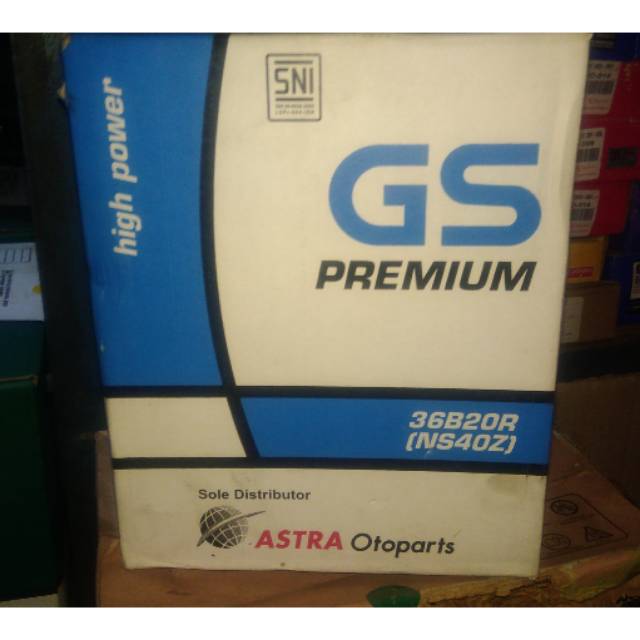 high power
SNI
GS
PREMIUM
36B20R
(NS40Z)
Sole Distributor
ASTRA Otoparts